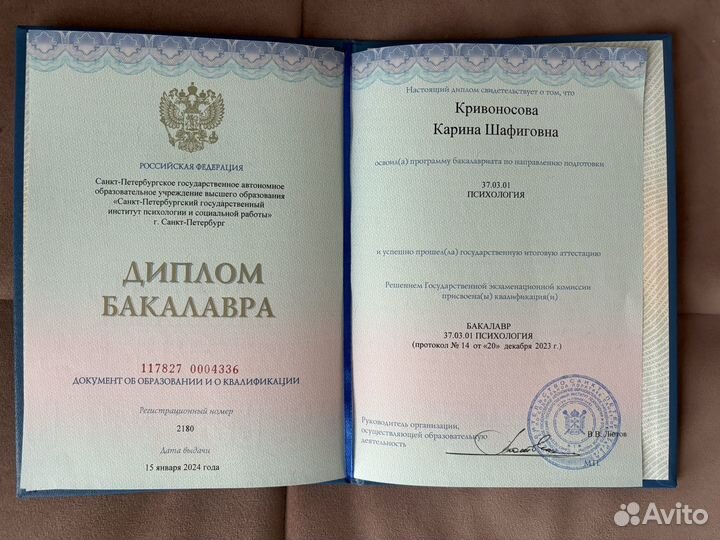 РОССИЙСКАЯ ФЕДЕРАЦИЯ
Санкт-Петербургское государственное автономное
образовательное учреждение высшего образования
«Санкт-Петербургский государственный
институт психологии и социальной работы»
г. Санкт-Петербург
ДИПЛОМ
БАКАЛАВРА
117827 0004336
ДОКУМЕНТ ОБ ОБРАЗОВАНИИ И О КВАЛИФИКАЦИИ
Регистрационный номер
2180
Дата выдачи
15 января 2024 года
Настоящий диплом свидетельствует о том, что
Кривоносова
Карина Шафиговна
освоил(а) программу бакалавриата по направлению подготовки
37.03.01
ПСИХОЛОГИЯ
и успешно прошел(ла) государственную итоговую аттестацию
Решением Государственной экзаменационной комиссии
присвоена(ы) квалификация(и)
БАКАЛАВР
37.03.01 ПСИХОЛОГИЯ
(протокол № 14 от «20» декабря 2023 г.)
Руководитель организации,
осуществляющей образовательную
деятельность
В.В. Лютов
М.П.
Avito